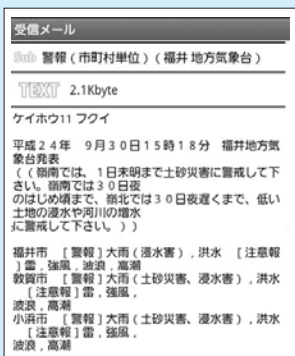 受信メール
Sub 警報（市町村単位）（福井 地方気象台）
TEXT 2.1Kbyte
ケイホウ11 フクイ
平成２４年　９月３０日１５時１８分　福井地方気
象台発表
（（嶺南では、１日未明まで土砂災害に警戒して下
さい。嶺南では３０日夜
のはじめ頃まで、嶺北では３０日夜遅くまで、低い
土地の浸水や河川の増水
に警戒して下さい。））
福井市　［警報］大雨（浸水害），洪水　［注意報
］雷，強風，波浪，高潮
敦賀市　［警報］大雨（土砂災害、浸水害），洪水
［注意報］雷，強風，
波浪，高潮
小浜市　［警報］大雨（土砂災害、浸水害），洪水
［注意報］雷，強風，
波浪，高潮